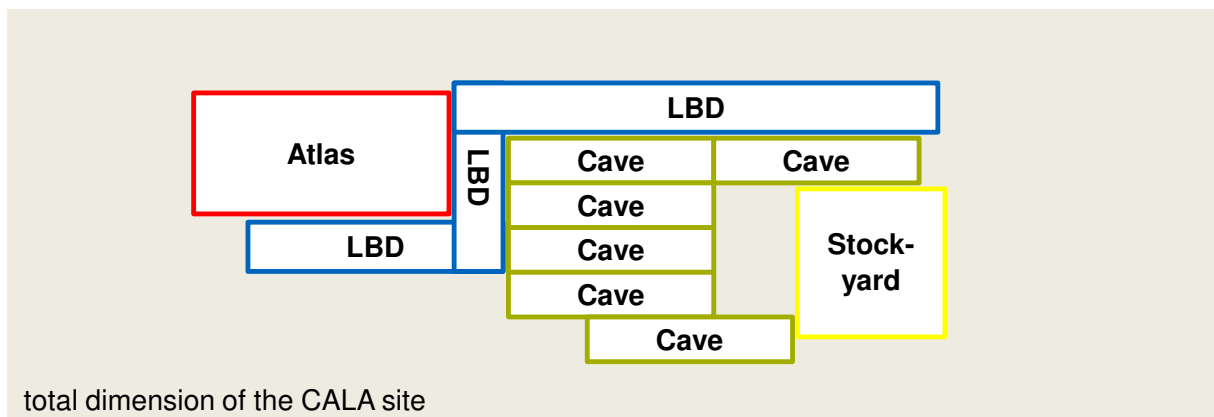 LBD
Atlas
LBD
Cave
Cave
Cave
LBD
Cave
Stock-
yard
Cave
Cave
total dimension of the CALA site